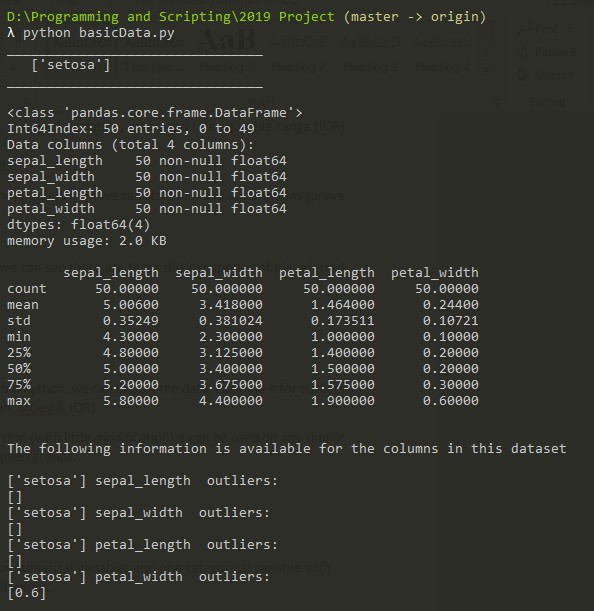 D:\Programming and Scripting\2019 Project (master -> origin)
λ python basicData.py
['setosa']
<class 'pandas.core.frame.DataFrame'>
Int64Index: 50 entries, 0 to 49
Data columns (total 4 columns):
sepal_length    50 non-null float64
sepal_width     50 non-null float64
petal_length    50 non-null float64
petal_width     50 non-null float64
dtypes: float64(4)
memory usage: 2.0 KB
       sepal_length  sepal_width  petal_length  petal_width
count      50.00000    50.000000     50.000000     50.00000
mean        5.00600     3.418000      1.464000      0.24400
std         0.35249     0.381024      0.173511      0.10721
min         4.30000     2.300000      1.000000      0.10000
25%         4.80000     3.125000      1.400000      0.20000
50%         5.00000     3.400000      1.500000      0.20000
75%         5.20000     3.675000      1.575000      0.30000
max         5.80000     4.400000      1.900000      0.60000
The following information is available for the columns in this dataset
['setosa'] sepal_length  outliers:
[]
['setosa'] sepal_width  outliers:
[]
['setosa'] petal_length  outliers:
[]
['setosa'] petal_width  outliers:
[0.6]